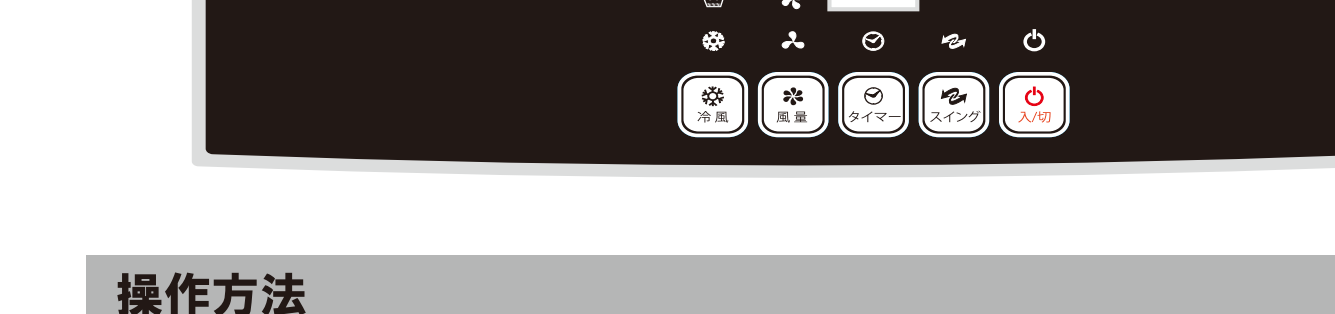 冷風 風量 タイマー スイング 入/切
操作方法